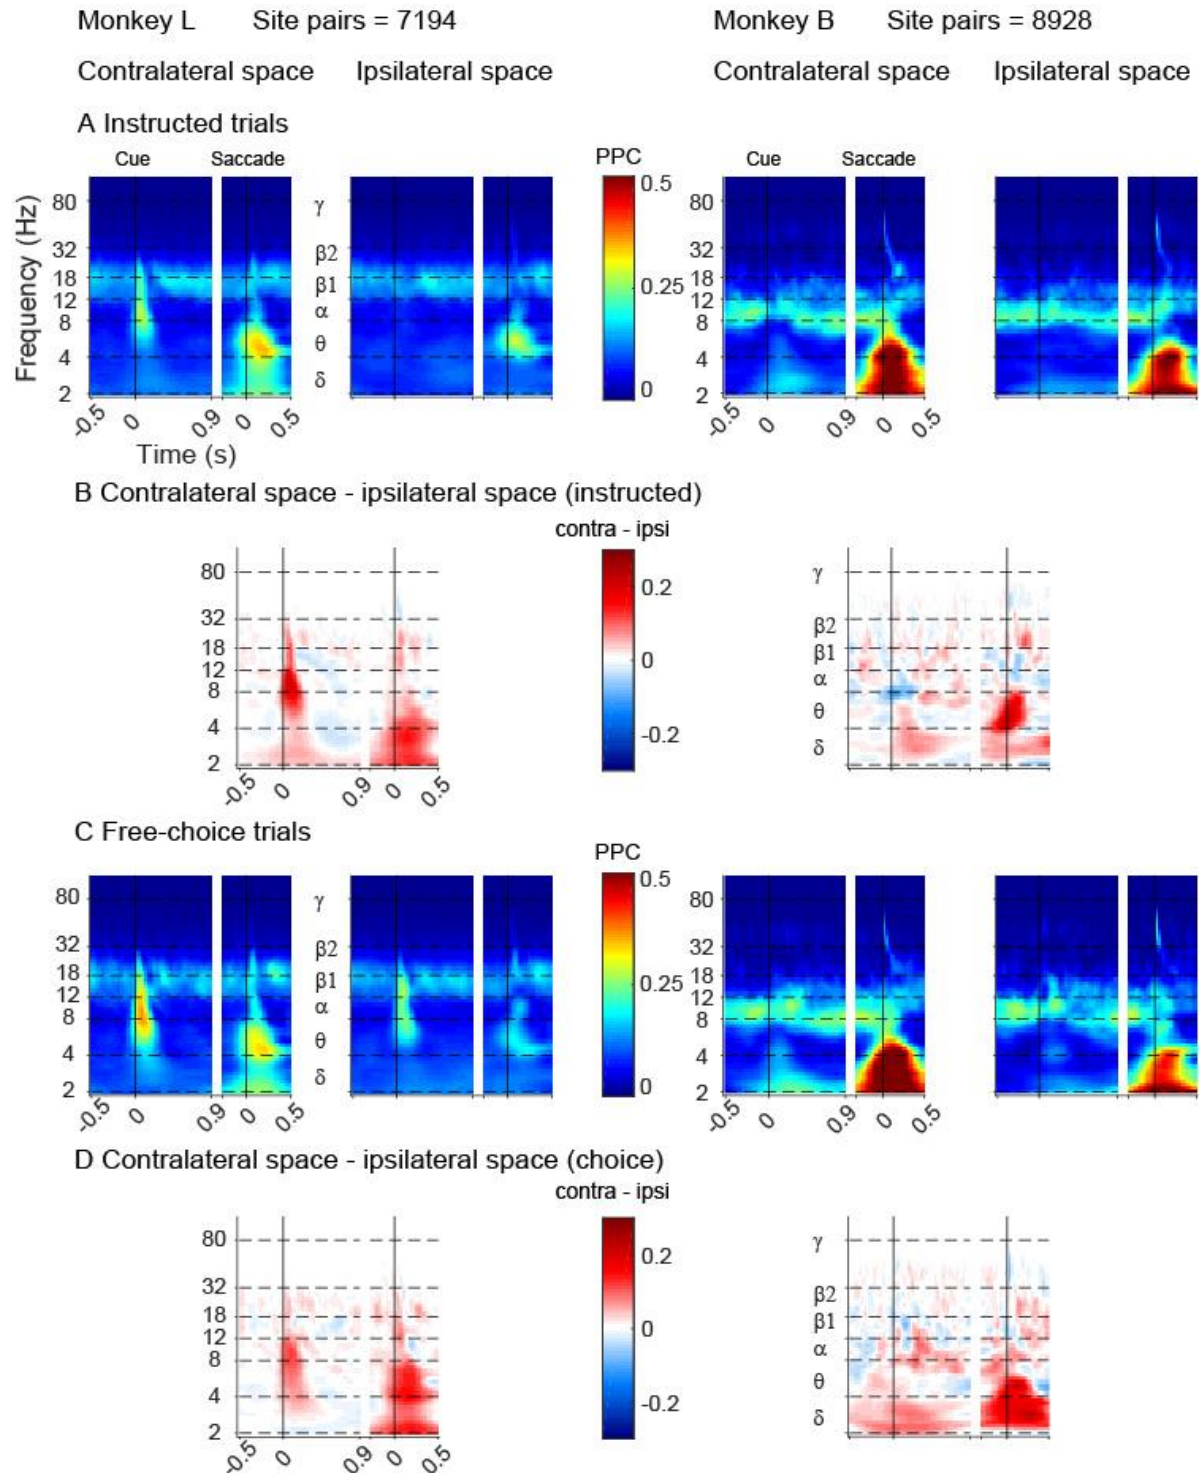 Monkey L Site pairs = 7194 Monkey B Site pairs = 8928
Contralateral space Ipsilateral space Contralateral space Ipsilateral space
A Instructed trials
Cue Saccade PPC Cue Saccade
Frequency (Hz)
80 γ 0.5 80
32 β2 32
18 β1 0.25 18
12 α 12
8 8
4 θ 4
2 δ 0 2
-0.5 0 0.9 0 0.5 -0.5 0 0.9 0 0.5
Time (s)
B Contralateral space - ipsilateral space (instructed)
contra - ipsi
80 0.2 γ
32 β2
18 0 β1
12 α
8
4 -0.2 θ
2 δ
-0.5 0 0.9 0 0.5
C Free-choice trials
PPC
80 γ 0.5 80
32 β2 32
18 β1 0.25 18
12 α 12
8 8
4 θ 4
2 δ 0 2
-0.5 0 0.9 0 0.5 -0.5 0 0.9 0 0.5
D Contralateral space - ipsilateral space (choice)
contra - ipsi
80 0.2 γ
32 β2
18 0 β1
12 α
8
4 -0.2 θ
2 δ
-0.5 0 0.9 0 0.5